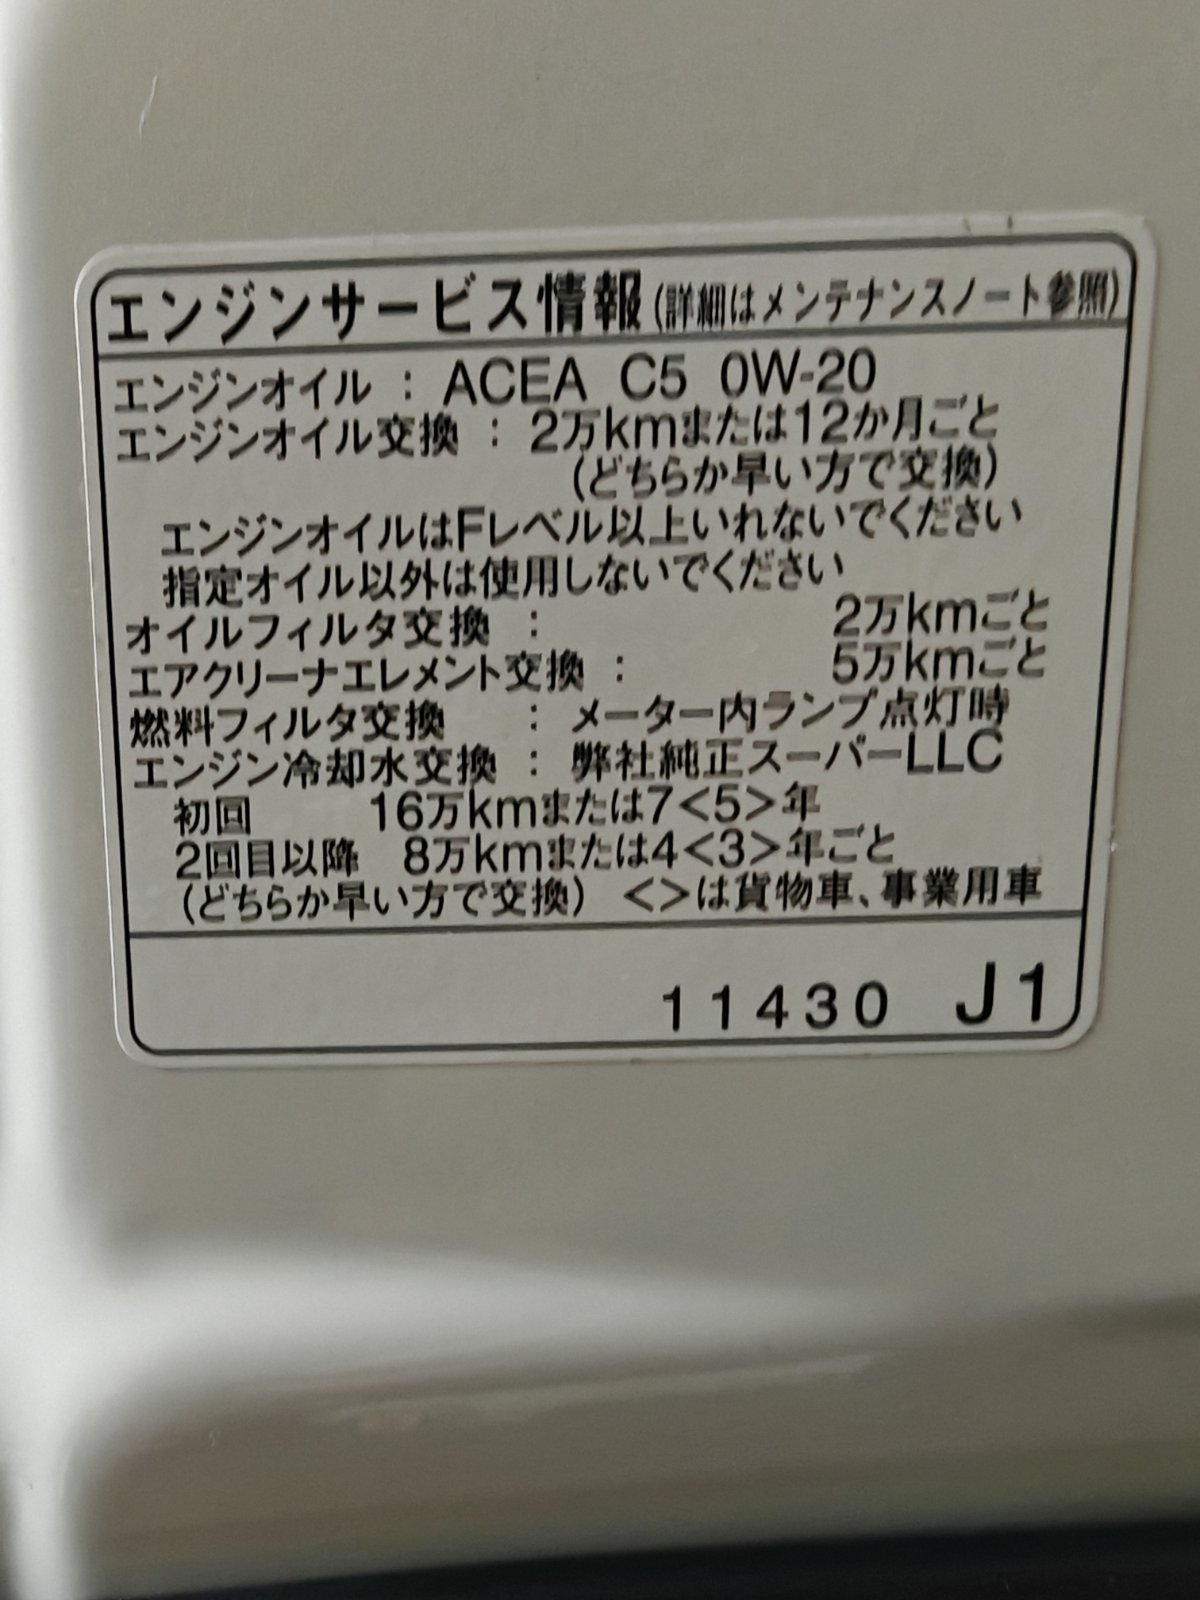 エンジンサービス情報(詳細はメンテナンスノート参照)
エンジンオイル : ACEA C5 0W-20
エンジンオイル交換 : 2万kmまたは12か月ごと
(どちらか早い方で交換)
エンジンオイルはFレベル以上いれないでください
指定オイル以外は使用しないでください
オイルフィルタ交換 : 2万kmごと
エアクリーナエレメント交換 : 5万kmごと
燃料フィルタ交換 : メーター内ランプ点灯時
エンジン冷却水交換 : 弊社純正スーパーLLC
初回 16万kmまたは7<5>年
2回目以降 8万kmまたは4<3>年ごと
(どちらか早い方で交換) <>は貨物車、事業用車
11430 J1